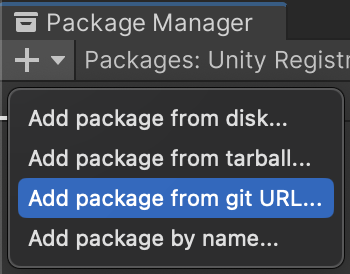 Package Manager
Packages: Unity Registr
Add package from disk...
Add package from tarball...
Add package from git URL...
Add package by name...